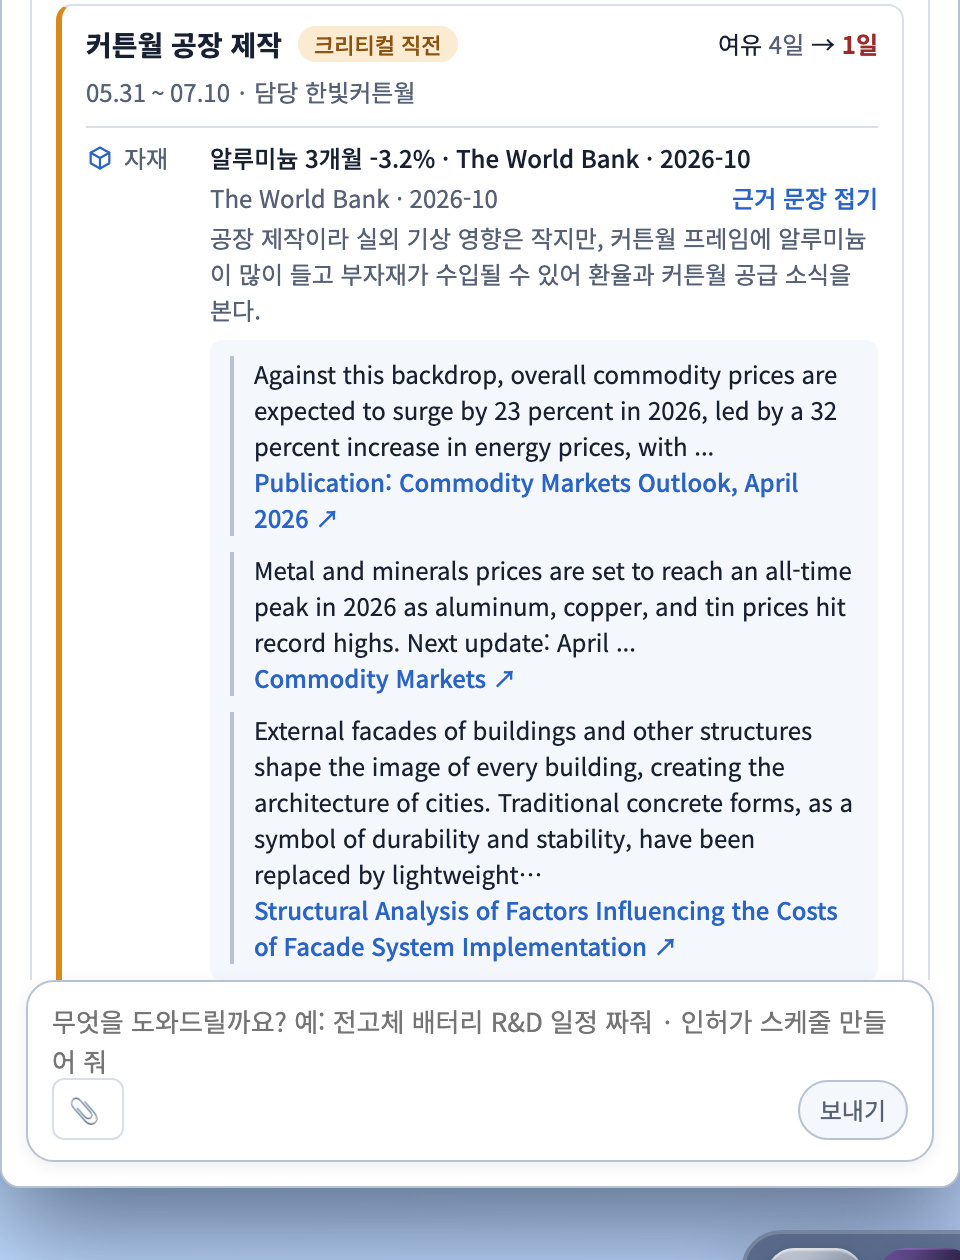 커튼월 공장 제작 크리티컬 직전 여유 4일 → 1일
05.31 ~ 07.10 · 담당 한빛커튼월
자재 알루미늄 3개월 -3.2% · The World Bank · 2026-10
The World Bank · 2026-10 근거 문장 접기
공장 제작이라 실외 기상 영향은 작지만, 커튼월 프레임에 알루미늄
이 많이 들고 부자재가 수입될 수 있어 환율과 커튼월 공급 소식을
본다.
Against this backdrop, overall commodity prices are
expected to surge by 23 percent in 2026, led by a 32
percent increase in energy prices, with ...
Publication: Commodity Markets Outlook, April
2026 ↗
Metal and minerals prices are set to reach an all-time
peak in 2026 as aluminum, copper, and tin prices hit
record highs. Next update: April ...
Commodity Markets ↗
External facades of buildings and other structures
shape the image of every building, creating the
architecture of cities. Traditional concrete forms, as a
symbol of durability and stability, have been
replaced by lightweight…
Structural Analysis of Factors Influencing the Costs
of Facade System Implementation ↗
무엇을 도와드릴까요? 예: 전고체 배터리 R&D 일정 짜줘 · 인허가 스케줄 만들
어 줘
보내기